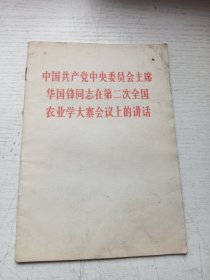 中国共产党中央委员会主席
华国锋同志在第二次全国
农业学大寨会议上的讲话